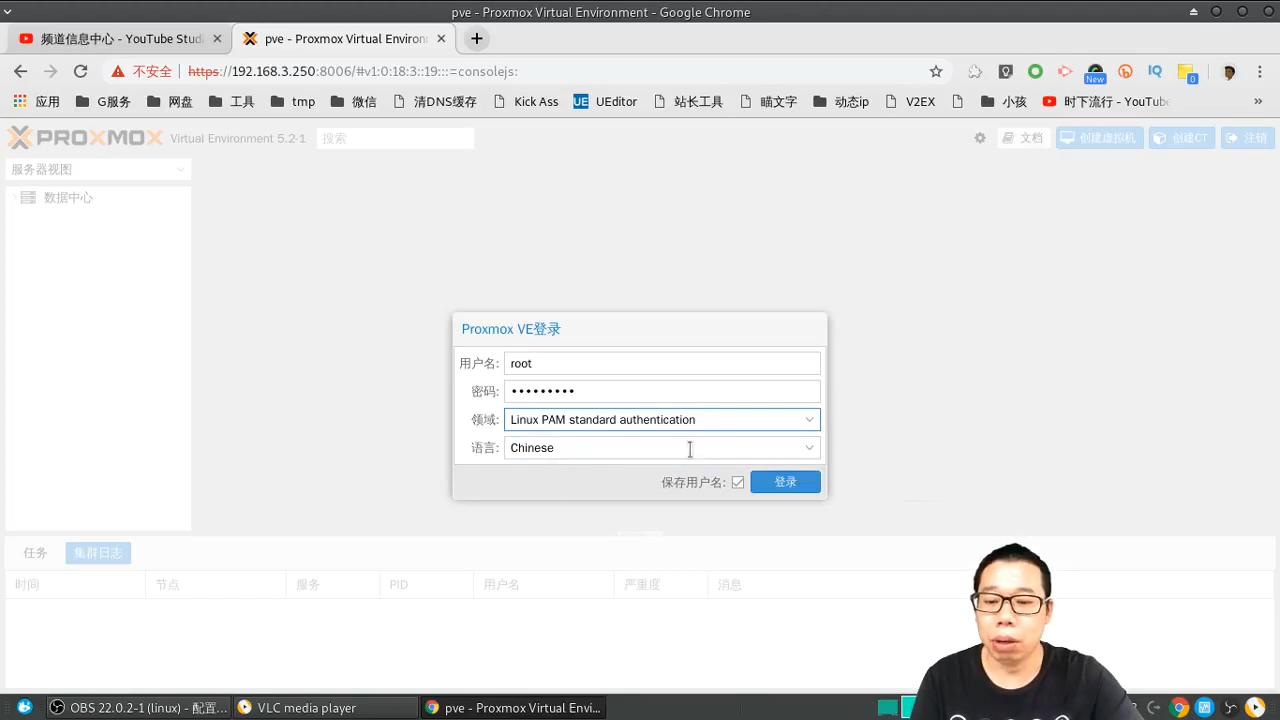 pve - Proxmox Virtual Environment - Google Chrome
频道信息中心 - YouTube Stud
pve - Proxmox Virtual Environ
不安全
https://192.168.3.250:8006/#v1:0:18:3::19:::=consolejs:
New
0
应用
G服务
网盘
工具
tmp
微信
清DNS缓存
Kick Ass
UE UEditor
站长工具
瞄文字
动态ip
V2EX
小孩
时下流行 - YouTube
PROXMOX Virtual Environment 5.2-1 搜索
文档 创建虚拟机 创建CT 注销
服务器视图
数据中心
Proxmox VE登录
用户名: root
密码: •••••••••
领域: Linux PAM standard authentication
语言: Chinese
保存用户名: 登录
任务 集群日志
时间 节点 服务 PID 用户名 严重度 消息
OBS 22.0.2-1 (linux) - 配置...
VLC media player
pve - Proxmox Virtual Envi...